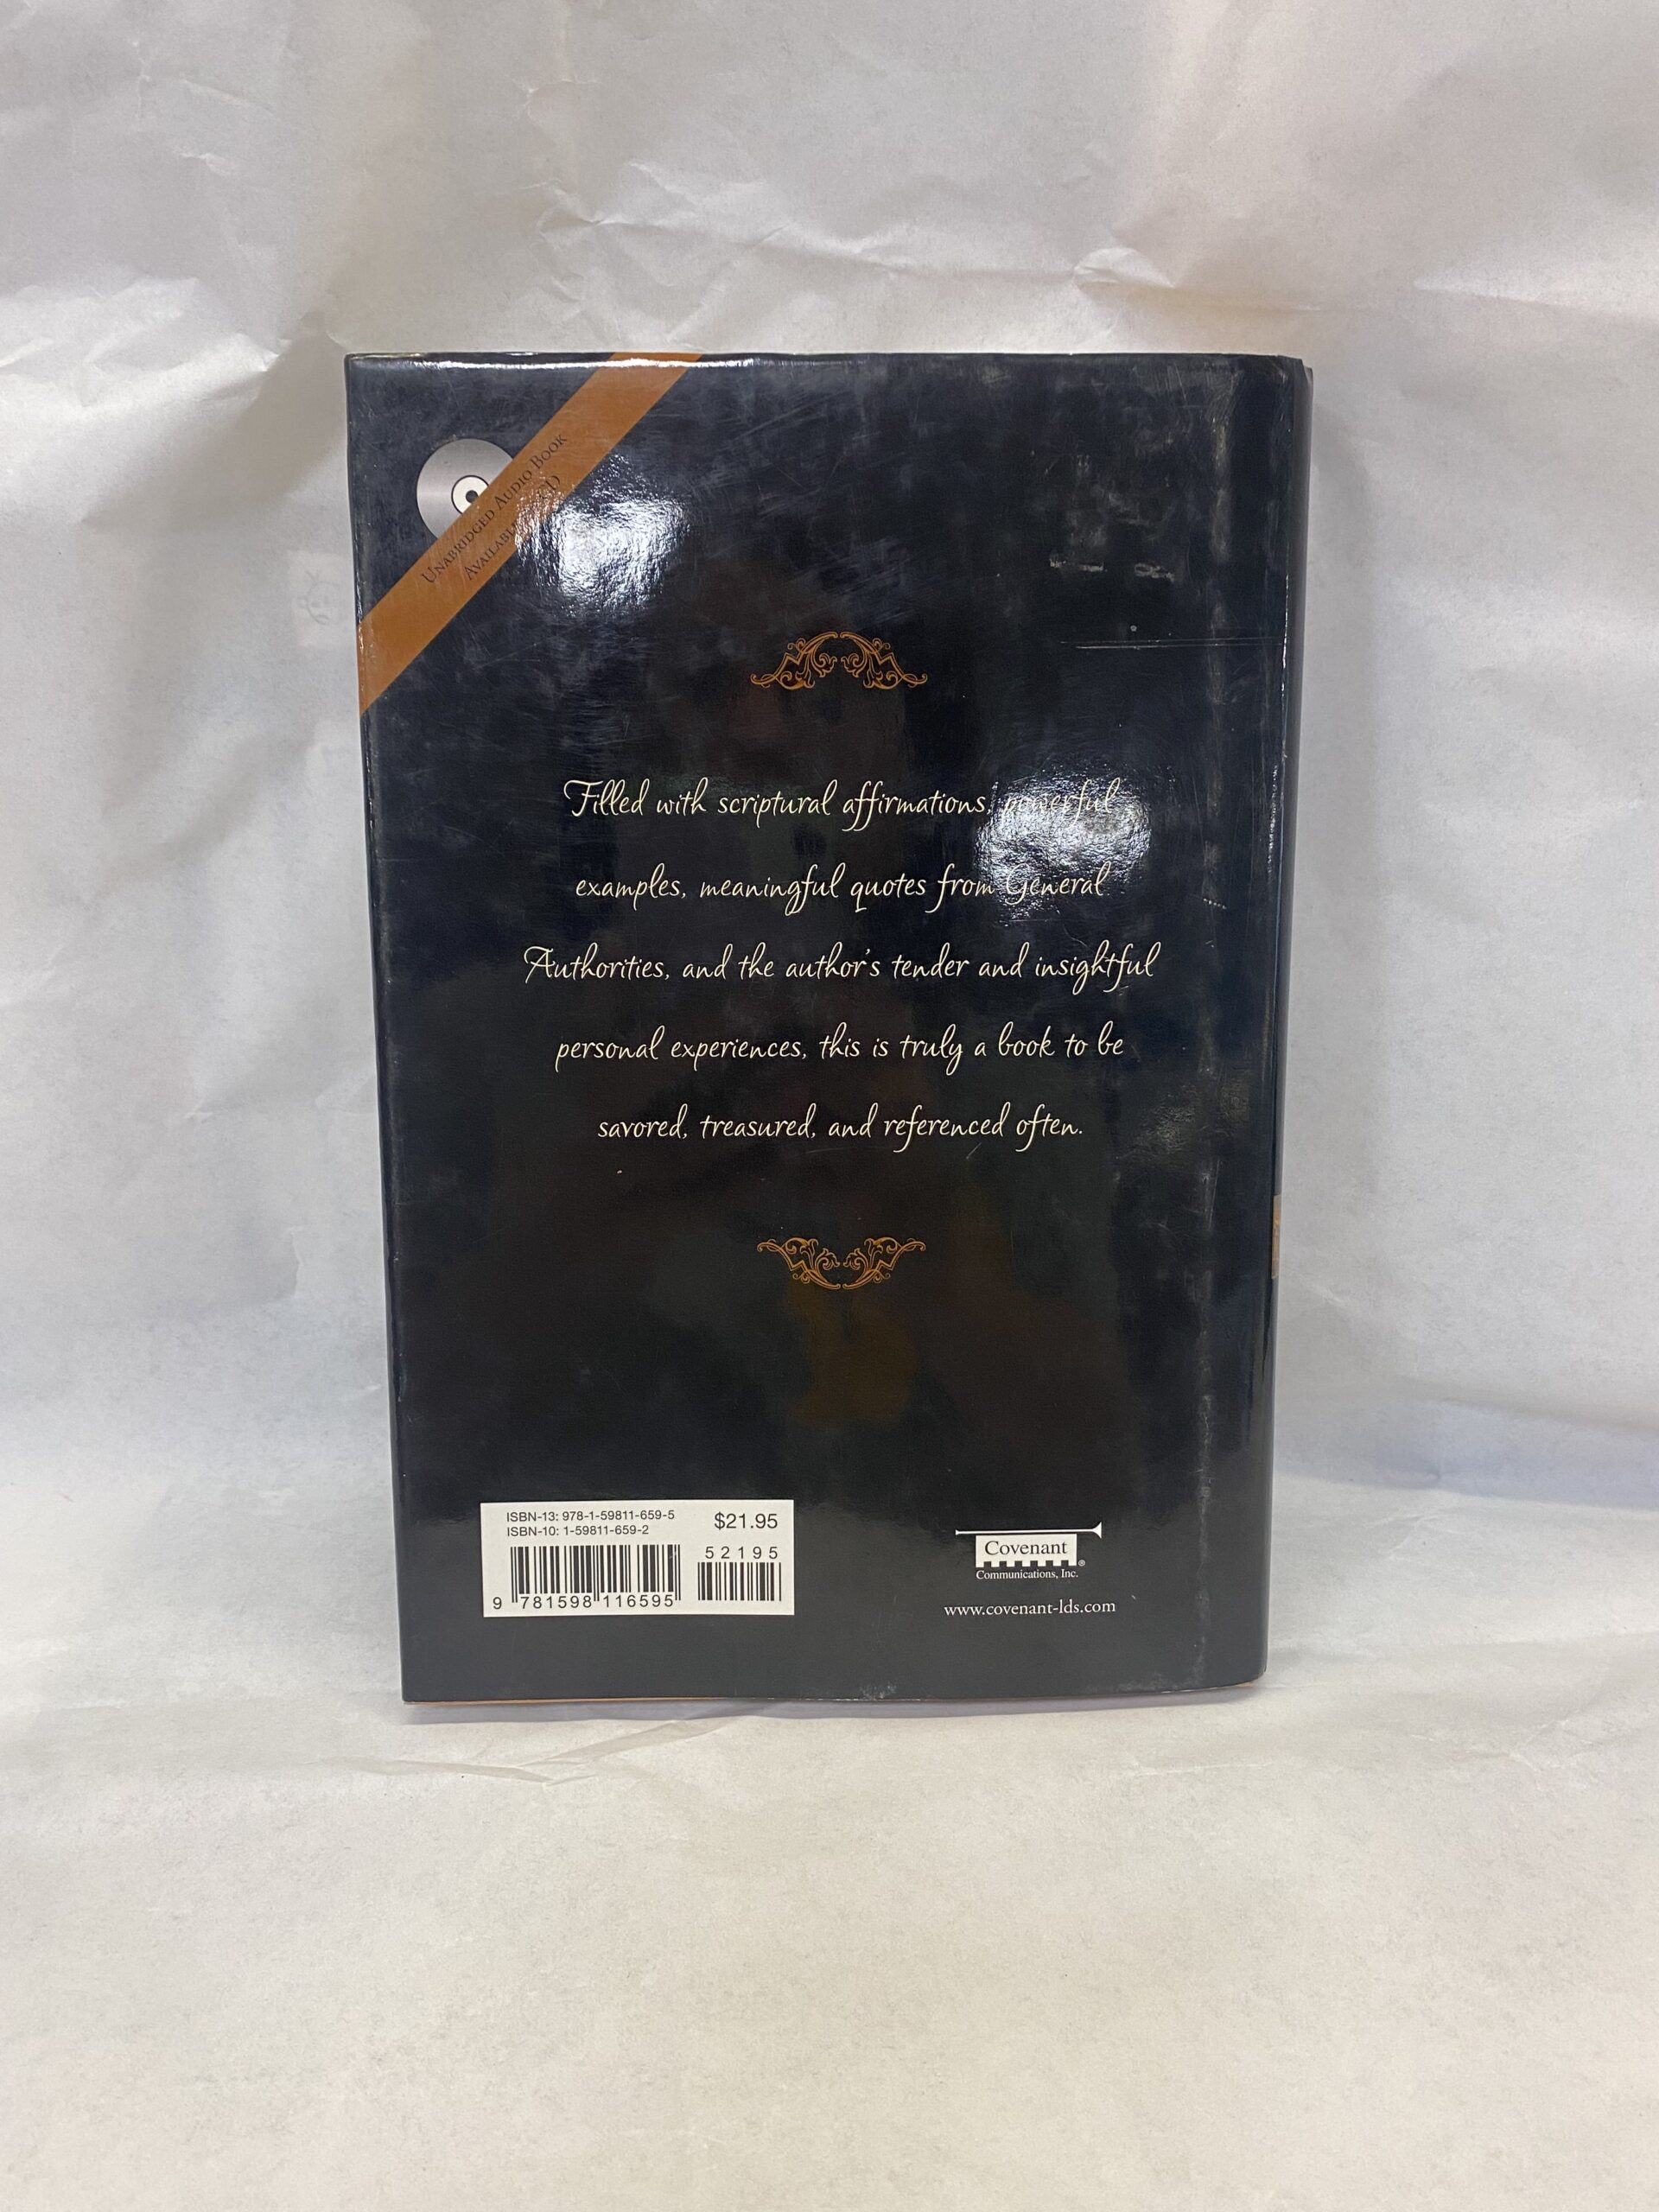 Unabridged Audio Book
Filled with scriptural affirmations, powerful
examples, meaningful quotes from General
Authorities, and the author's tender and insightful
personal experiences, this is truly a book to be
savored, treasured, and referenced often.
ISBN-13: 978-1-59811-659-5
ISBN-10: 1-59811-659-2
$21.95
52195
9 781598 116595
Covenant
Communications, Inc.
www.covenant-lds.com